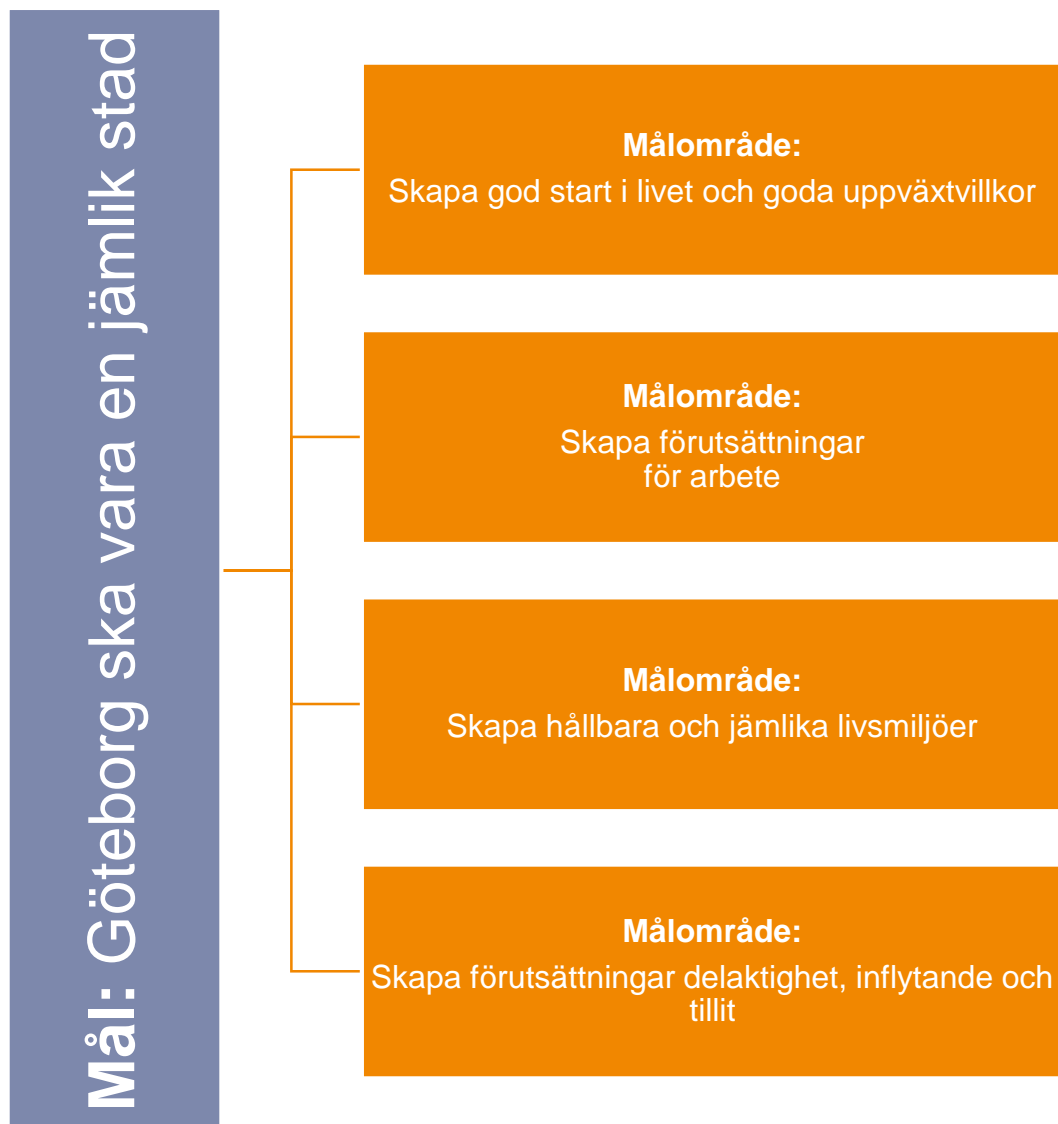 Mål: Göteborg ska vara en jämlik stad
Målområde:
Skapa god start i livet och goda uppväxtvillkor
Målområde:
Skapa förutsättningar
för arbete
Målområde:
Skapa hållbara och jämlika livsmiljöer
Målområde:
Skapa förutsättningar delaktighet, inflytande och
tillit